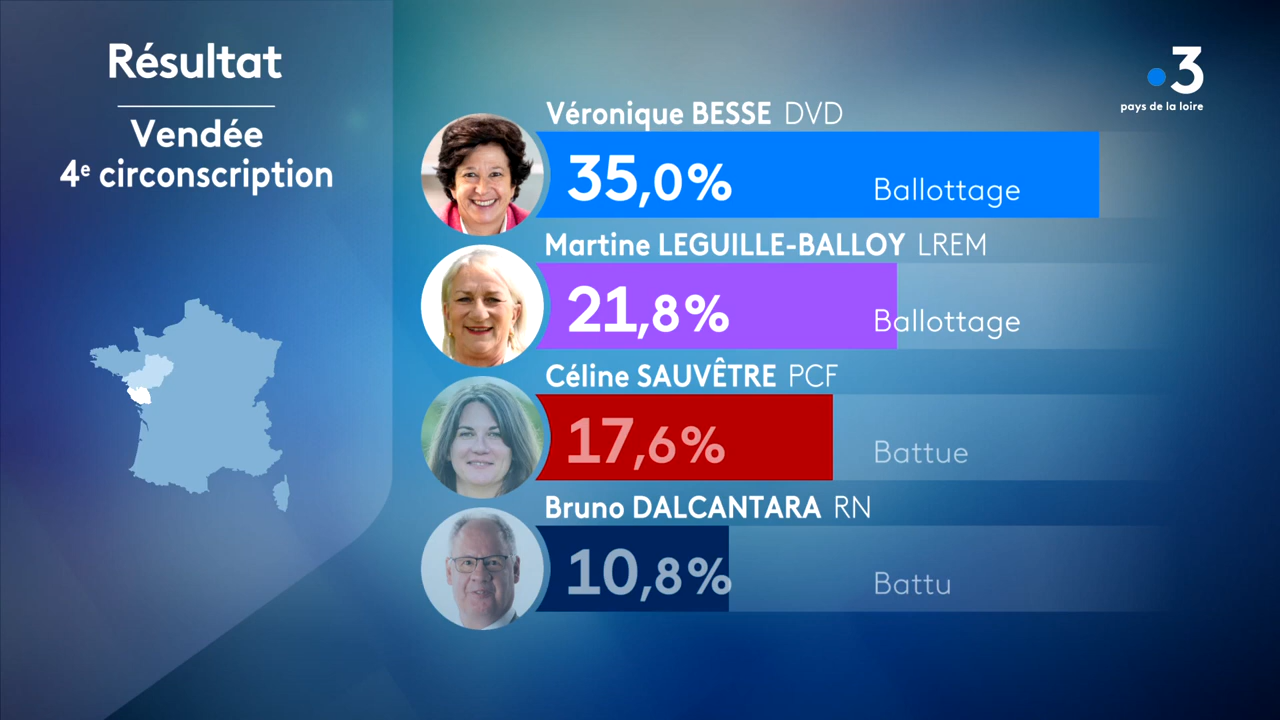 Résultat
Vendée
4e circonscription
3
pays de la loire
Véronique BESSE DVD
35,0% Ballottage
Martine LEGUILLE-BALLOY LREM
21,8% Ballottage
Céline SAUVÊTRE PCF
17,6% Battue
Bruno DALCANTARA RN
10,8% Battu